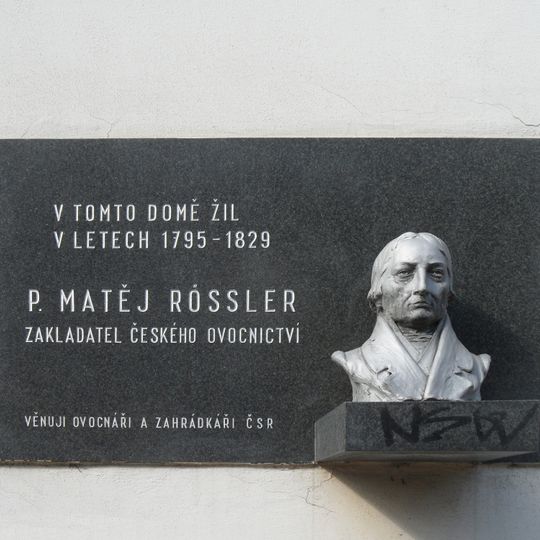 V TOMTO DOMĚ ŽIL
V LETECH 1795-1829
P. MATĚJ RÖSSLER
ZAKLADATEL ČESKÉHO OVOCNICTVÍ
VĚNUJI OVOCNÁŘI A ZAHRÁDKÁŘI ČSR